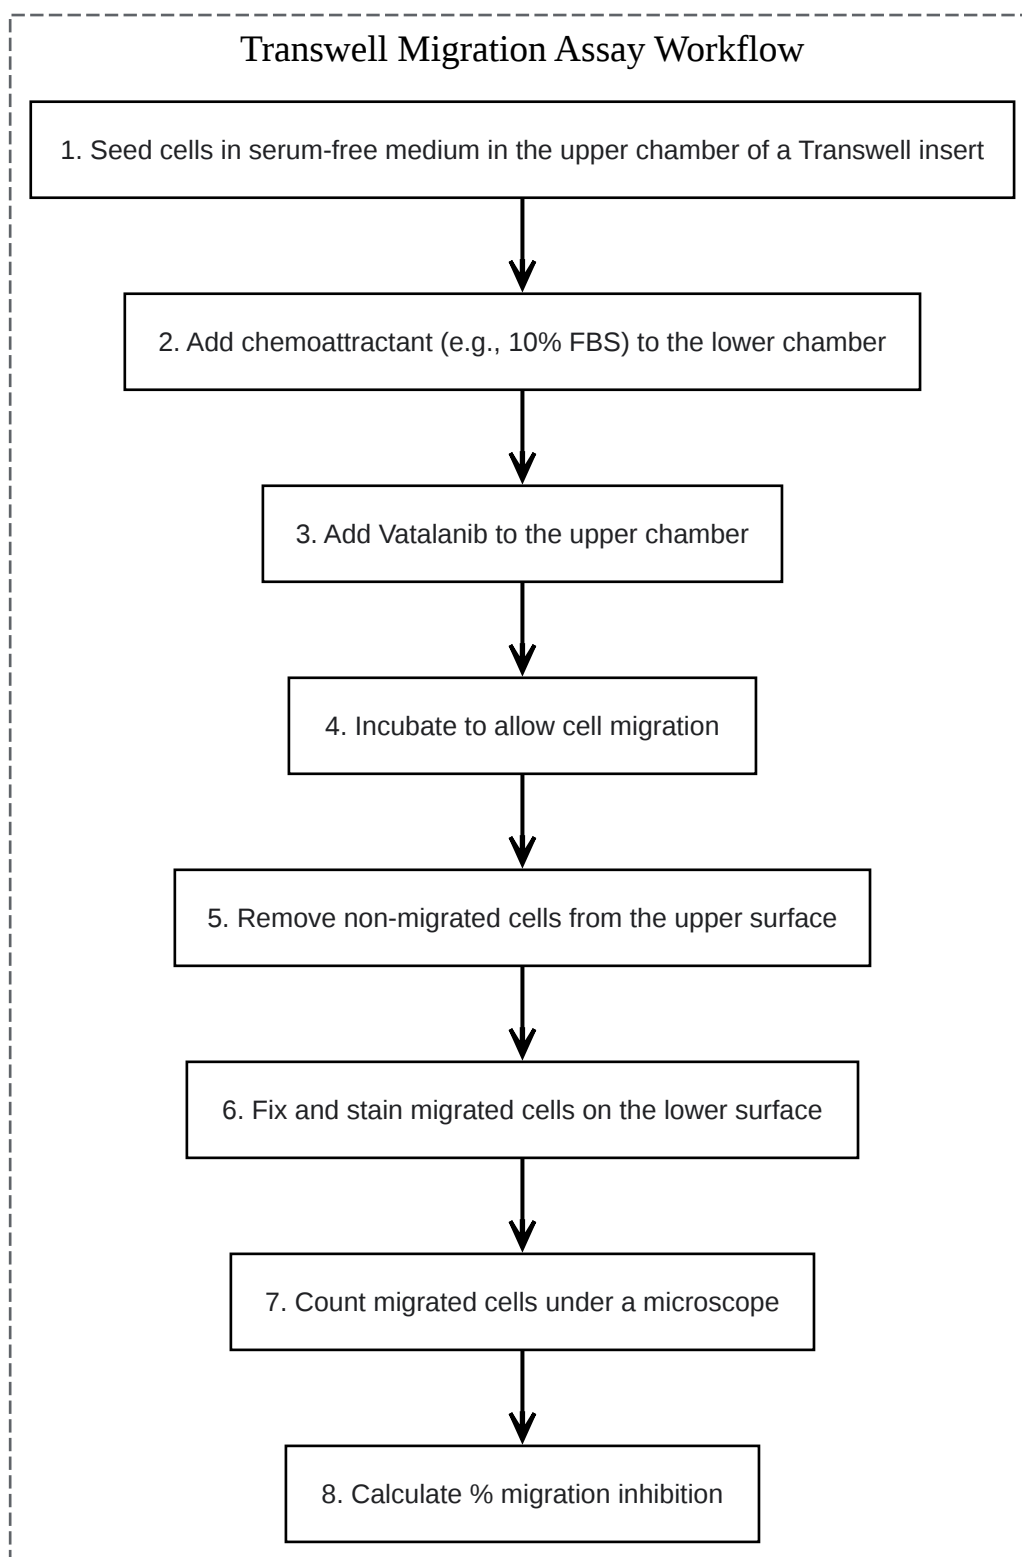 Transwell Migration Assay Workflow
1. Seed cells in serum-free medium in the upper chamber of a Transwell insert
2. Add chemoattractant (e.g., 10% FBS) to the lower chamber
3. Add Vatalanib to the upper chamber
4. Incubate to allow cell migration
5. Remove non-migrated cells from the upper surface
6. Fix and stain migrated cells on the lower surface
7. Count migrated cells under a microscope
8. Calculate % migration inhibition